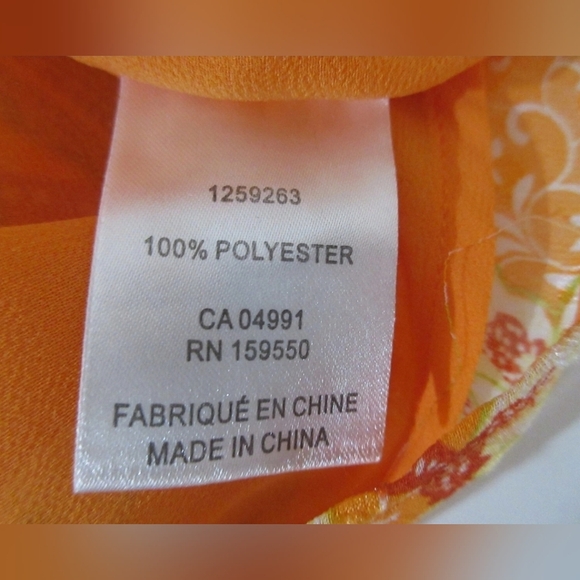 1259263
100% POLYESTER
CA 04991
RN 159550
FABRIQUÉ EN CHINE
MADE IN CHINA